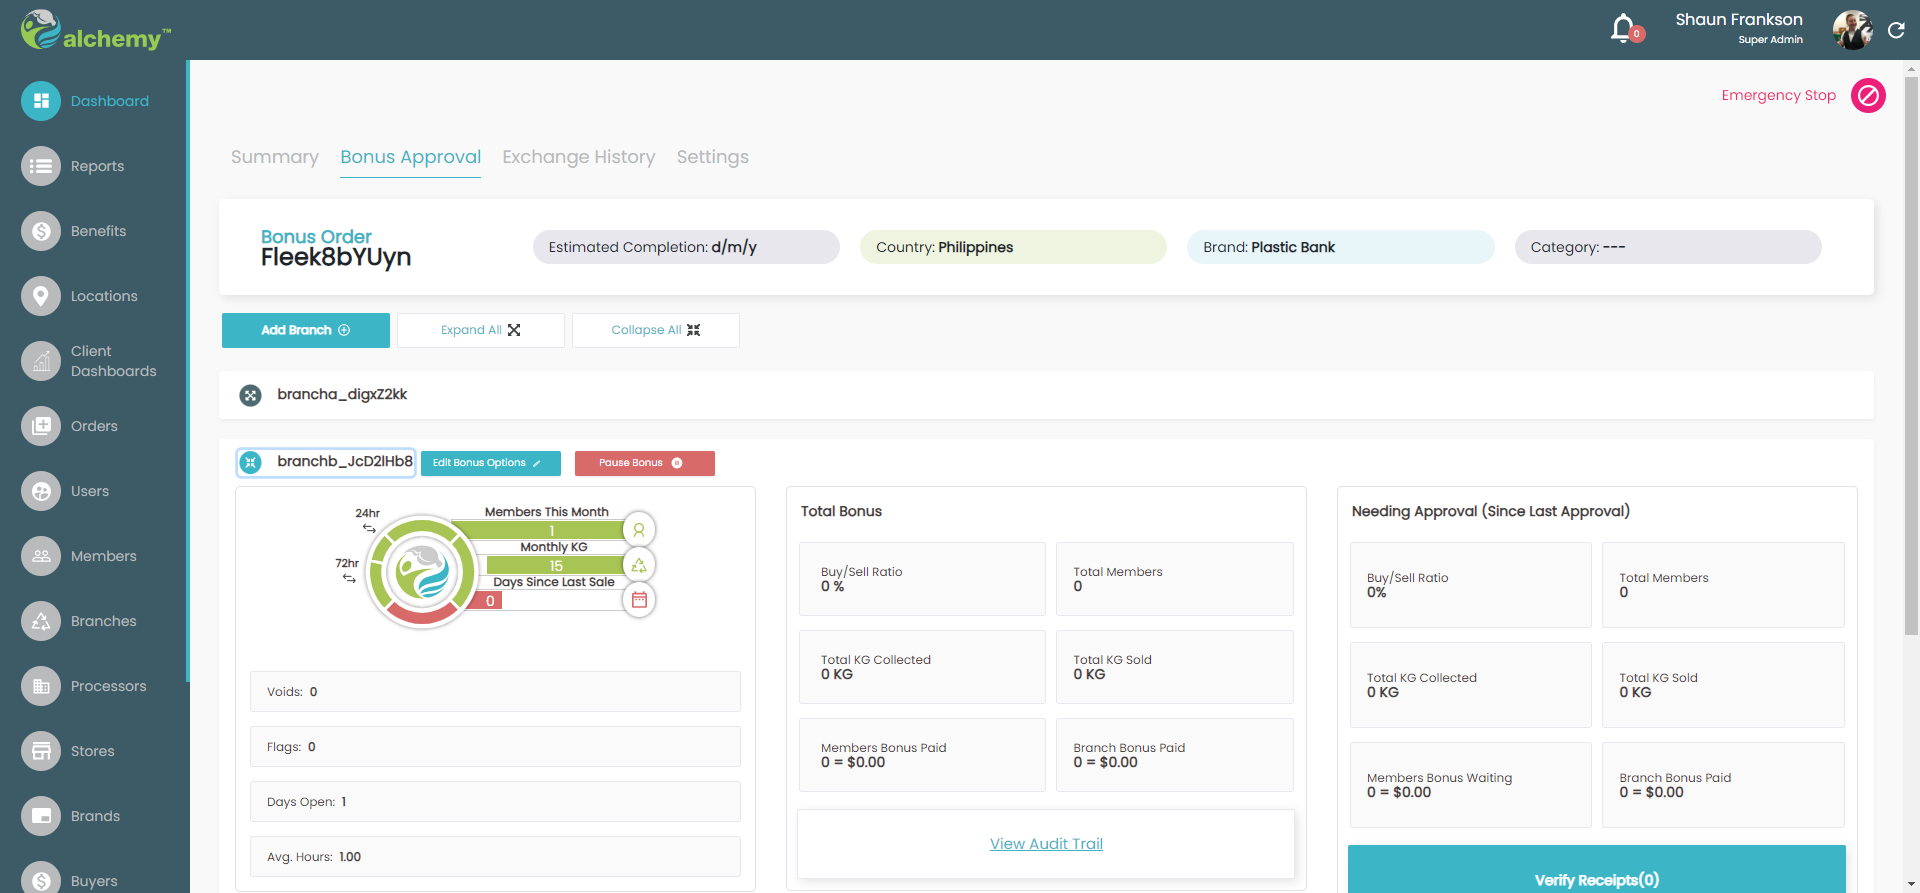 alchemy™
0
Shaun Frankson
Super Admin
Dashboard
Reports
Benefits
Locations
Client
Dashboards
Orders
Users
Members
Branches
Processors
Stores
Brands
Buyers
Emergency Stop
Summary
Bonus Approval
Exchange History
Settings
Bonus Order
Fleek8bYUyn
Estimated Completion: d/m/y
Country: Philippines
Brand: Plastic Bank
Category: ---
Add Branch
Expand All
Collapse All
brancha_digxZ2kk
branchb_JcD2lHb8
Edit Bonus Options
Pause Bonus
24hr
72hr
Members This Month
1
Monthly KG
15
Days Since Last Sale
0
Voids: 0
Flags: 0
Days Open: 1
Avg. Hours: 1.00
Total Bonus
Buy/Sell Ratio
0 %
Total Members
0
Total KG Collected
0 KG
Total KG Sold
0 KG
Members Bonus Paid
0 = $0.00
Branch Bonus Paid
0 = $0.00
View Audit Trail
Needing Approval (Since Last Approval)
Buy/Sell Ratio
0%
Total Members
0
Total KG Collected
0 KG
Total KG Sold
0 KG
Members Bonus Waiting
0 = $0.00
Branch Bonus Paid
0 = $0.00
Verify Receipts(0)